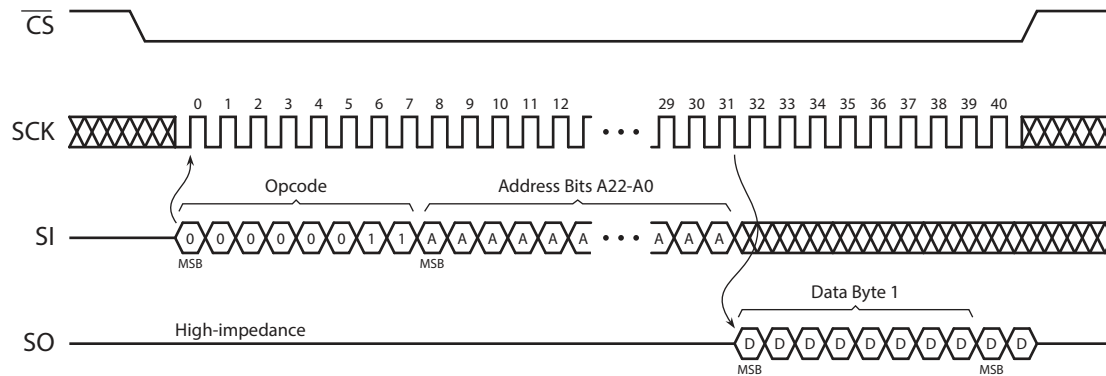 CS
0 1 2 3 4 5 6 7 8 9 10 11 12 29 30 31 32 33 34 35 36 37 38 39 40
SCK
Opcode Address Bits A22-A0
SI 0 0 0 0 0 0 1 1 A A A A A A A A A
MSB MSB
Data Byte 1
High-impedance
SO D D D D D D D D D D
MSB MSB